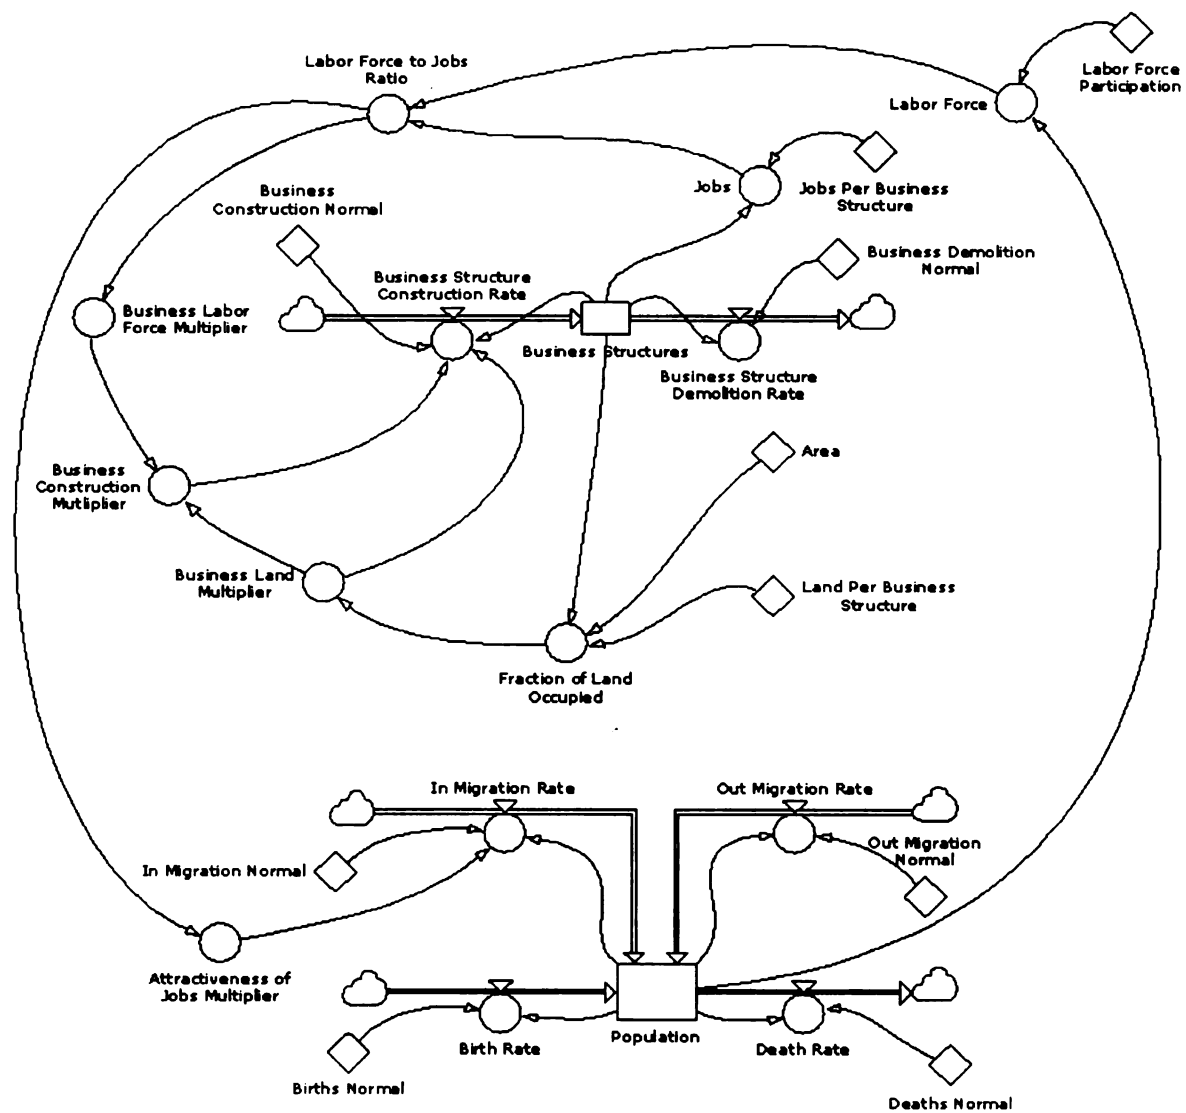 Labor Force to Jobs
Ratio
Labor Force
Labor Force
Participation
Jobs
Jobs Per Business
Structure
Business
Construction Normal
Business Demolition
Normal
Business Structure
Construction Rate
Business Labor
Force Multiplier
Business Structures
Business Structure
Demolition Rate
Area
Business
Construction
Mutliplier
Business Land
Multiplier
Land Per Business
Structure
Fraction of Land
Occupied
In Migration Rate
Out Migration Rate
In Migration Normal
Out Migration
Normal
Attractiveness of
Jobs Multiplier
Population
Birth Rate
Death Rate
Births Normal
Deaths Normal